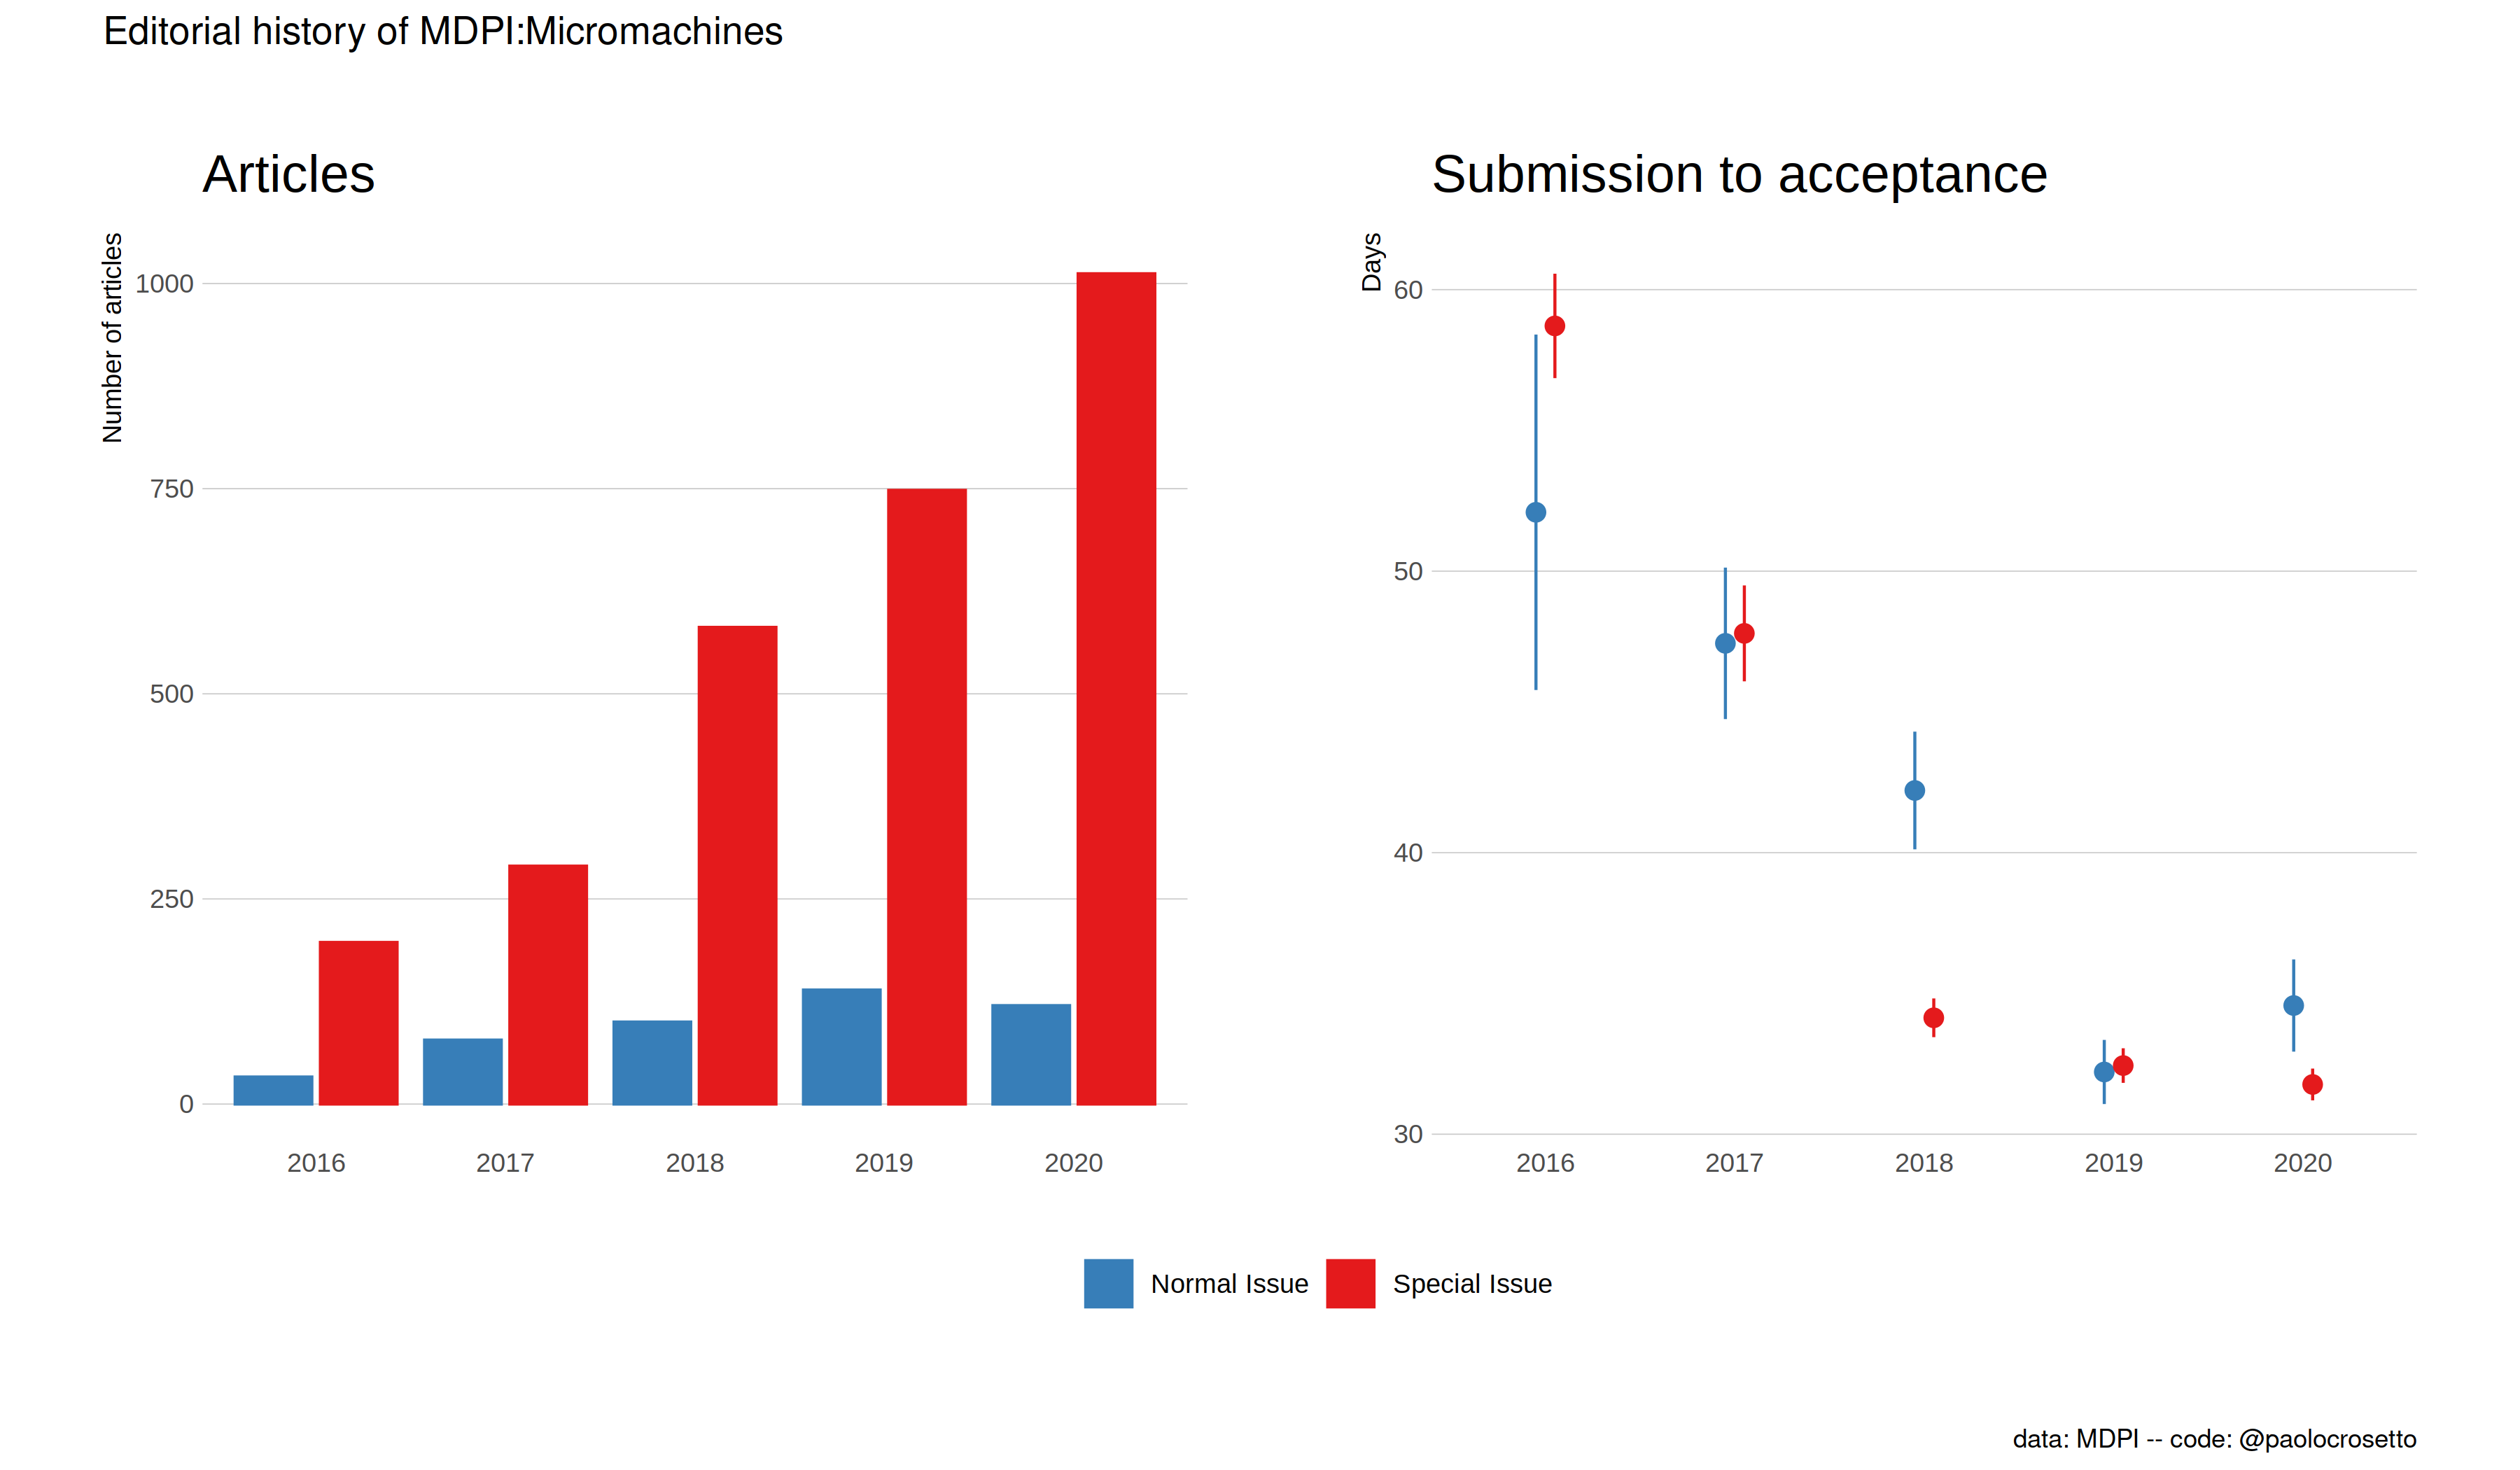 Editorial history of MDPI:Micromachines
Articles
Number of articles
1000
750
500
250
0
2016 2017 2018 2019 2020
Submission to acceptance
Days
60
50
40
30
2016 2017 2018 2019 2020
Normal Issue Special Issue
data: MDPI -- code: @paolocrosetto